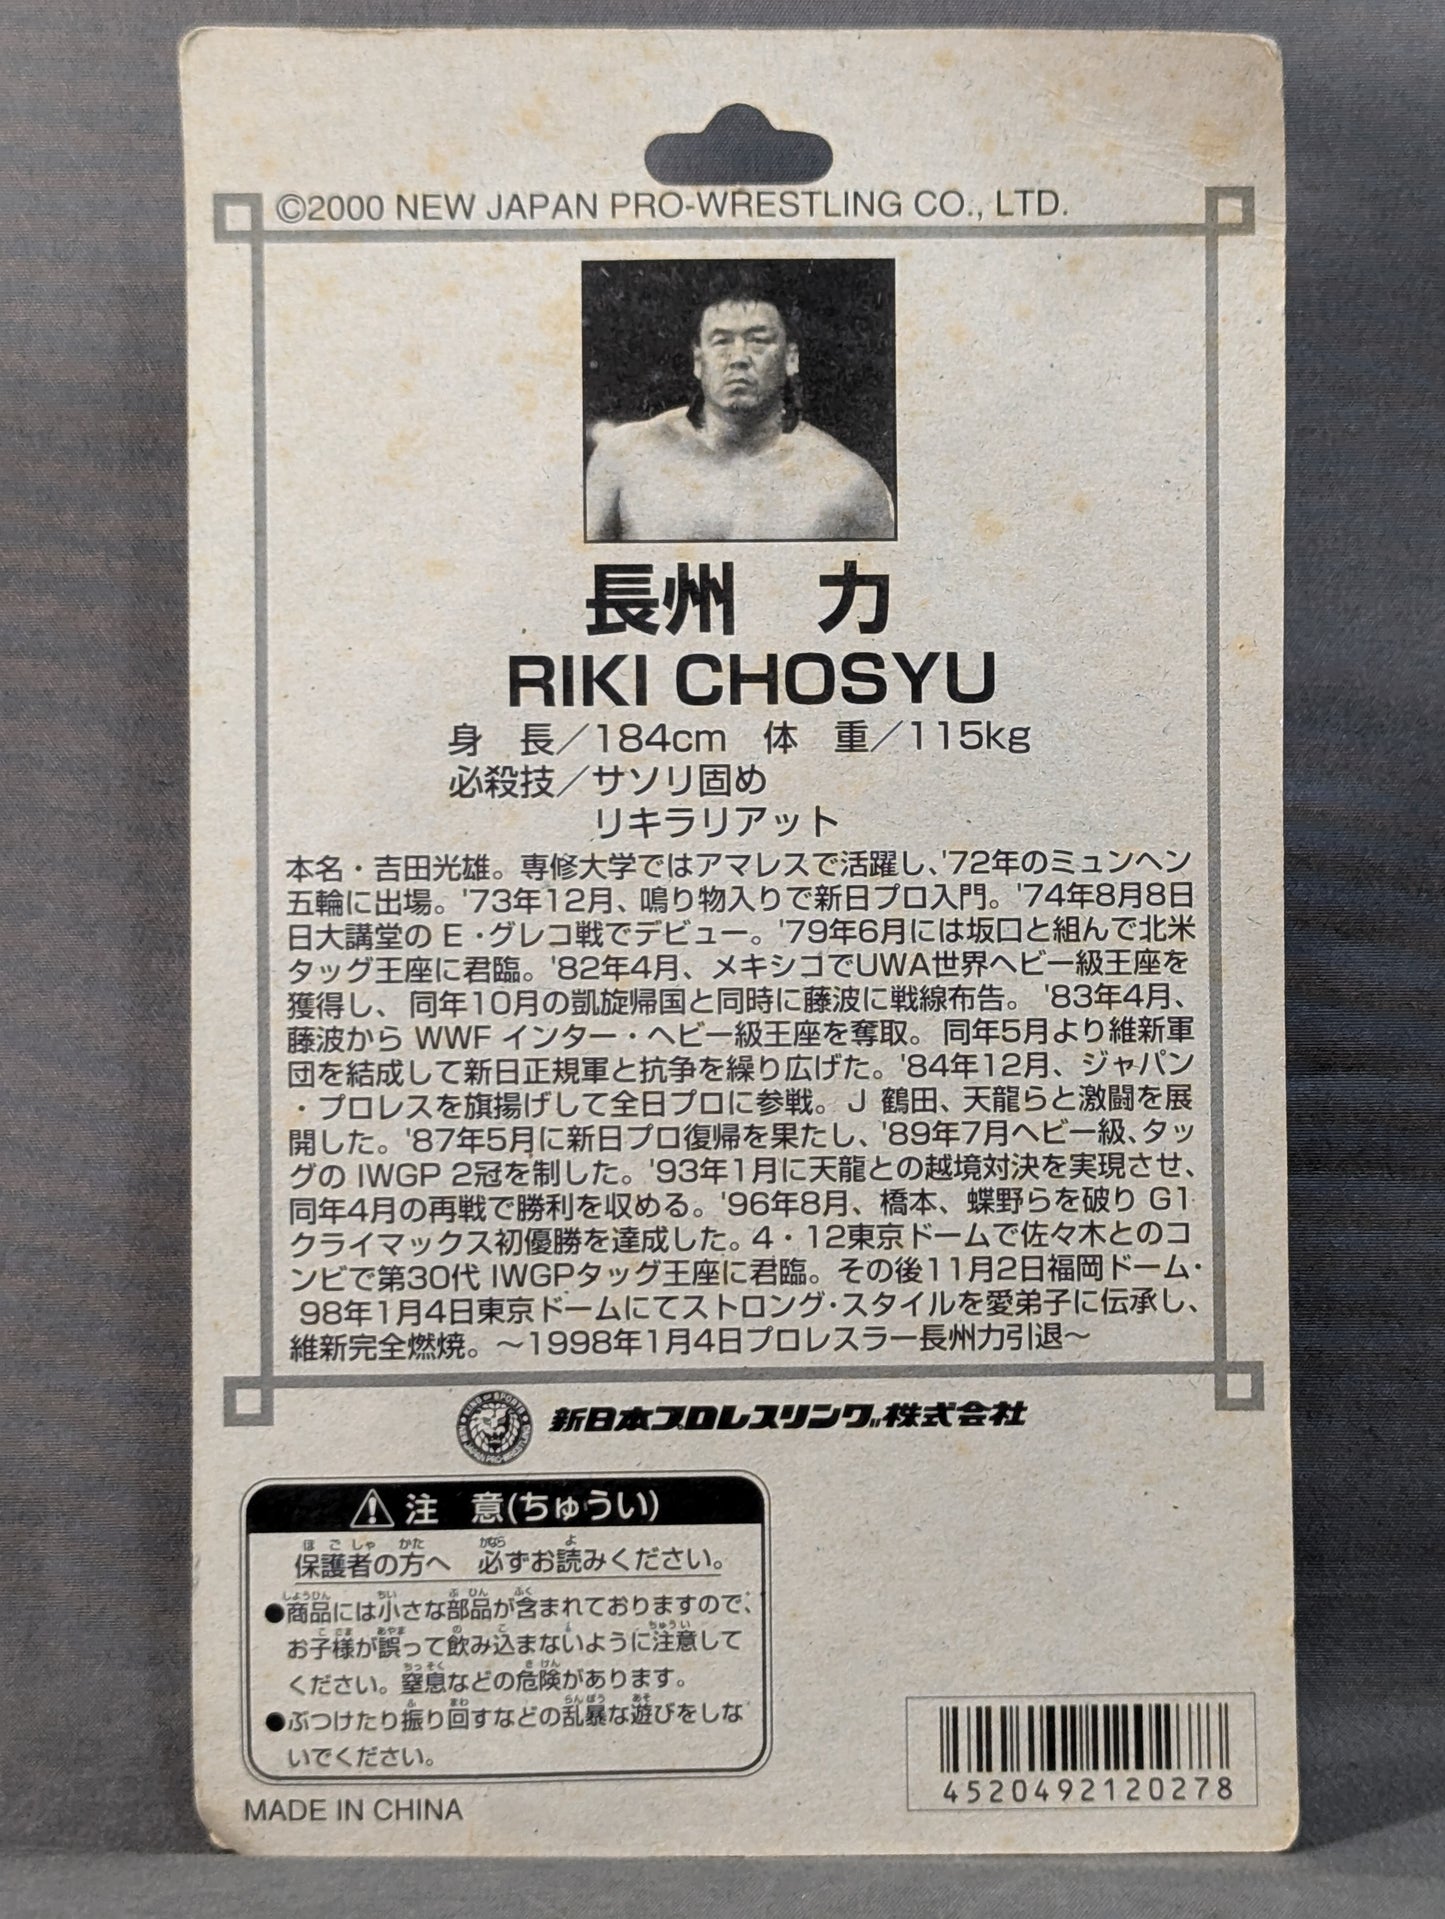 ©2000 NEW JAPAN PRO-WRESTLING CO., LTD.
長州　力
RIKI CHOSYU
身　長／184cm　体　重／115kg
必殺技／サソリ固め
リキラリアット
本名・吉田光雄。専修大学ではアマレスで活躍し、'72年のミュンヘン
五輪に出場。'73年12月、鳴り物入りで新日プロ入門。'74年8月8日
日大講堂の E・グレコ戦でデビュー。'79年6月には坂口と組んで北米
タッグ王座に君臨。'82年4月、メキシコでUWA世界ヘビー級王座を
獲得し、同年10月の凱旋帰国と同時に藤波に戦線布告。'83年4月、
藤波から WWF インター・ヘビー級王座を奪取。同年5月より維新軍
団を結成して新日正規軍と抗争を繰り広げた。'84年12月、ジャパン
・プロレスを旗揚げして全日プロに参戦。J 鶴田、天龍らと激闘を展
開した。'87年5月に新日プロ復帰を果たし、'89年7月ヘビー級、タッ
グの IWGP 2冠を制した。'93年1月に天龍との越境対決を実現させ、
同年4月の再戦で勝利を収める。'96年8月、橋本、蝶野らを破り G1
クライマックス初優勝を達成した。4・12東京ドームで佐々木とのコ
ンビで第30代 IWGPタッグ王座に君臨。その後11月2日福岡ドーム・
98年1月4日東京ドームにてストロング・スタイルを愛弟子に伝承し、
維新完全燃焼。～1998年1月4日プロレスラー長州力引退～
新日本プロレスリング株式会社
注　意(ちゅうい)
保護者の方へ　必ずお読みください。
●商品には小さな部品が含まれておりますので、
お子様が誤って飲み込まないように注意して
ください。窒息などの危険があります。
●ぶつけたり振り回すなどの乱暴な遊びをしな
いでください。
4520492120278
MADE IN CHINA